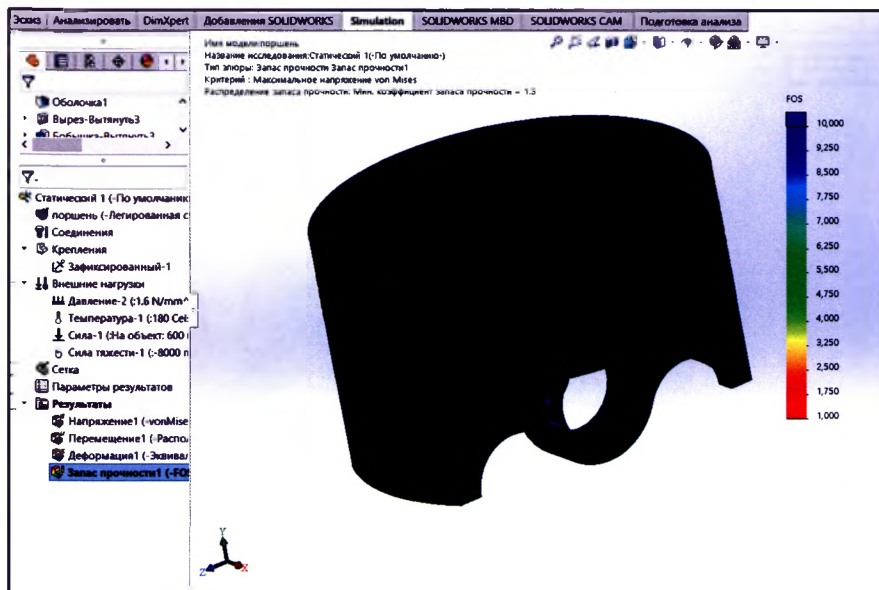 Эскиз Анализировать DimXpert Добавления SOLIDWORKS Simulation SOLIDWORKS MBD SOLIDWORKS CAM Подготовка анализа
Оболочка1
Вырез-Вытянуть3
Бобышка-Вытянуть3
Статический 1 (-По умолчанию
поршень (-Легированная с
Соединения
Крепления
Зафиксированный-1
Внешние нагрузки
Давление-2 (:1.6 N/mm^
Температура-1 (:180 Cel:
Сила-1 (:На объект: 600
Сила тяжести-1 (:-8000
Сетка
Параметры результатов
Результаты
Напряжение1 (-vonMise
Перемещение1 (-Распо
Деформация1 (-Эквива
Запас прочности1 (-FOS
Имя модели:поршень
Название исследования:Статический 1(-По умолчанию-)
Тип эпюры: Запас прочности Запас прочности1
Критерий : Максимальное напряжение von Mises
Распределение запаса прочности: Мин. коэффициент запаса прочности = 1.3
FOS
10,000
9,250
8,500
7,750
7,000
6,250
5,500
4,750
4,000
3,250
2,500
1,750
1,000
Y
Z
X